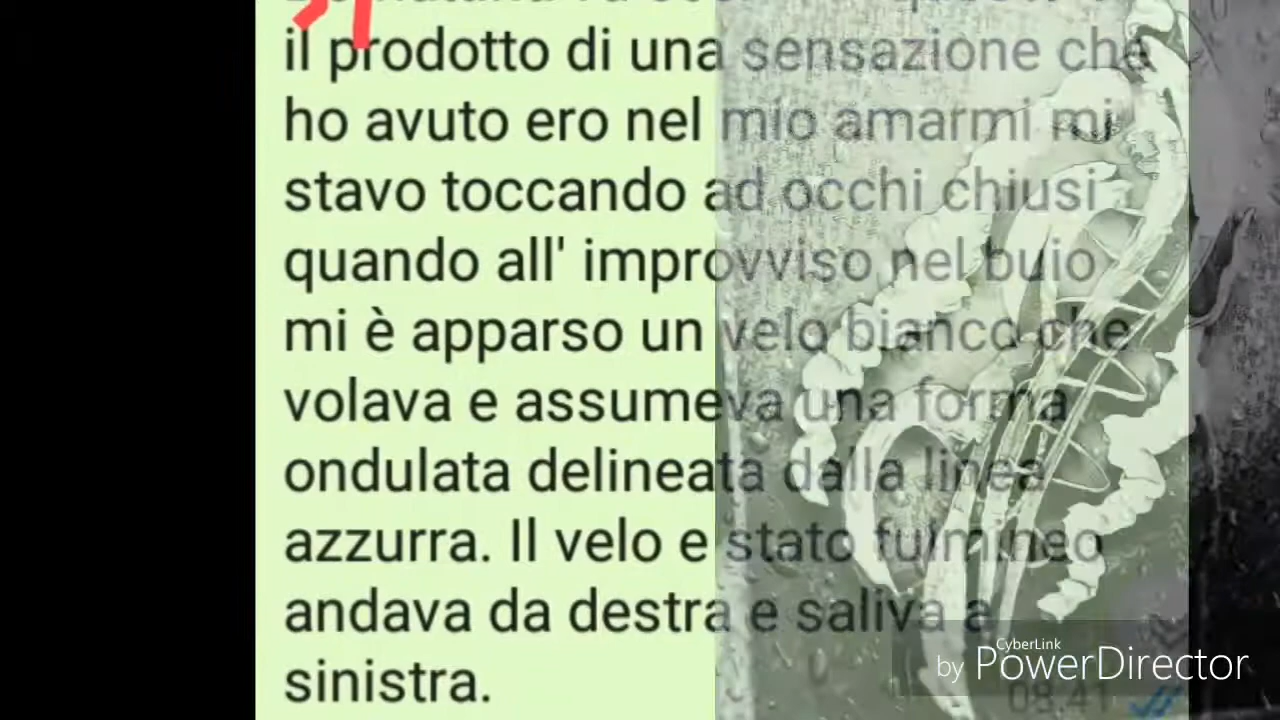 il prodotto di una sensazione che
ho avuto ero nel mio amarmi mi
stavo toccando ad occhi chiusi
quando all' improvviso nel buio
mi è apparso un velo bianco che
volava e assumeva una forma
ondulata delineata dalla linea
azzurra. Il velo e stato fulmineo
andava da destra e saliva a
sinistra.
08:41
CyberLink
by PowerDirector